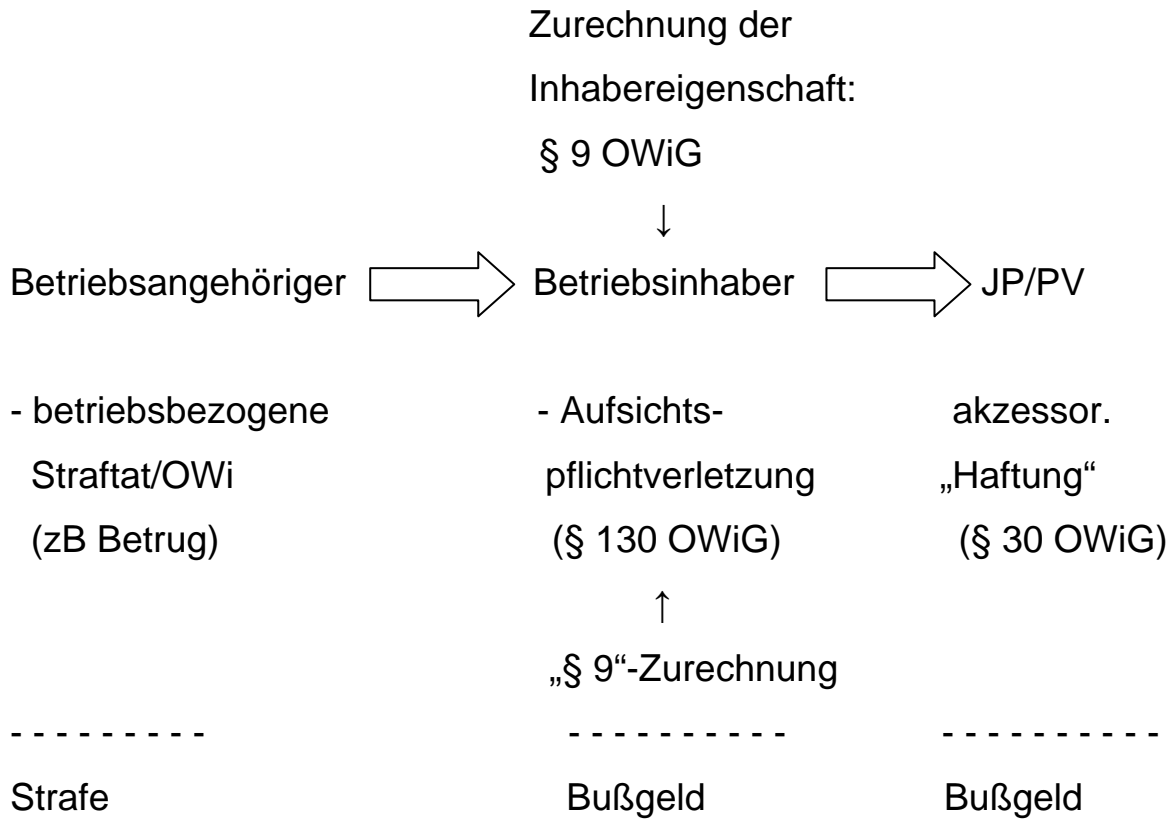 Zurechnung der
Inhabereigenschaft:
§ 9 OWiG
↓
Betriebsangehöriger Betriebsinhaber JP/PV
- betriebsbezogene - Aufsichts- akzessor.
Straftat/OWi pflichtverletzung „Haftung“
(zB Betrug) (§ 130 OWiG) (§ 30 OWiG)
↑
„§ 9“-Zurechnung
- - - - - - - - - - - - - - - - - - - - - - - - - - - - -
Strafe Bußgeld Bußgeld